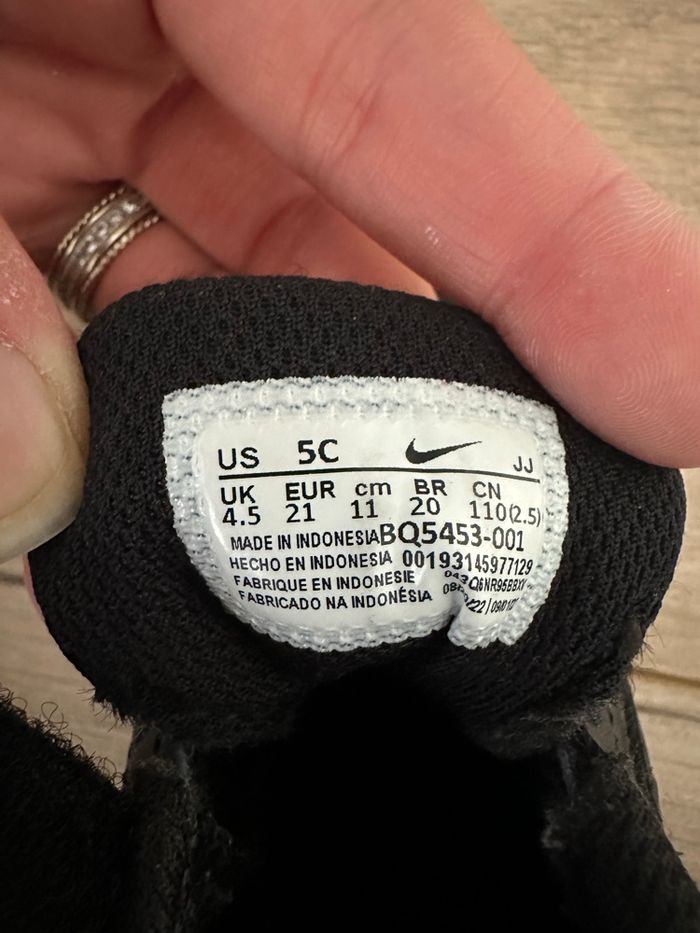 US 5C JJ
UK EUR cm BR CN
4.5 21 11 20 110(2.5)
MADE IN INDONESIA BQ5453-001
HECHO EN INDONESIA 00193145977129
FABRIQUE EN INDONESIE
FABRICADO NA INDONÉSIA